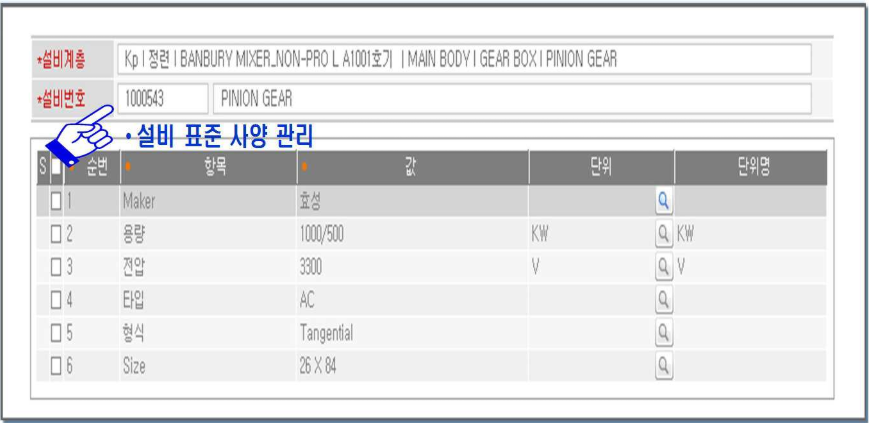 *설비계층 Kp | 정련 | BANBURY MIXER_NON-PRO L A1001호기 | MAIN BODY | GEAR BOX | PINION GEAR
*설비번호 1000543 PINION GEAR
• 설비 표준 사양 관리
S 순번 항목 값 단위 단위명
1 Maker 효성
2 용량 1000/500 KW KW
3 전압 3300 V V
4 타입 AC
5 형식 Tangential
6 Size 26 X 84